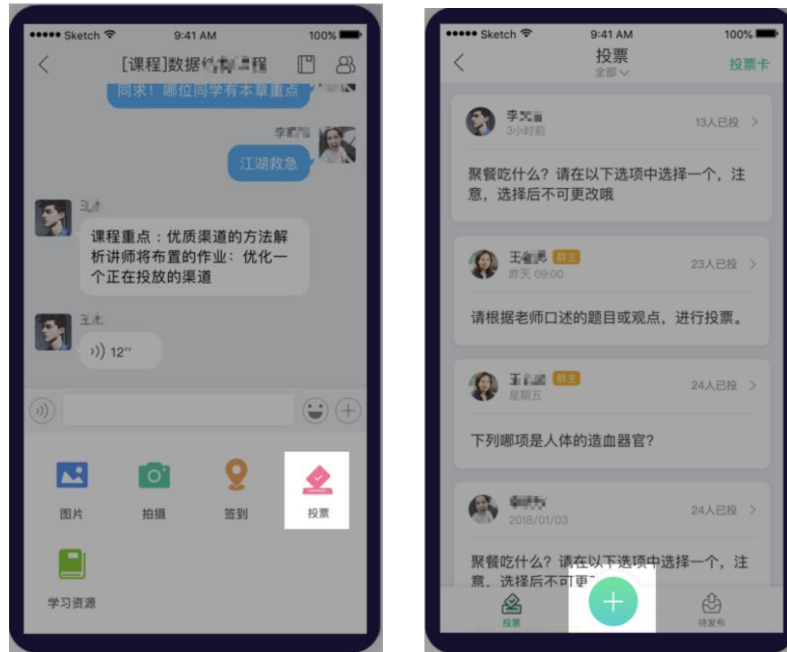 Sketch 9:41 AM 100%
[课程]数据
同求！哪位同学有本章重点
李
江湖救急
王
课程重点：优质渠道的方法解
析讲师将布置的作业：优化一
个正在投放的渠道
王
12''
图片
拍摄
签到
投票
学习资源
Sketch 9:41 AM 100%
投票
全部
投票卡
李
3小时前
13人已投
聚餐吃什么？请在以下选项中选择一个，注
意，选择后不可更改哦
王 群主
昨天 09:00
23人已投
请根据老师口述的题目或观点，进行投票。
王 群主
星期五
24人已投
下列哪项是人体的造血器官？
2018/01/03
24人已投
聚餐吃什么？请在以下选项中选择一个，注
意，选择后不可更
投票
待发布